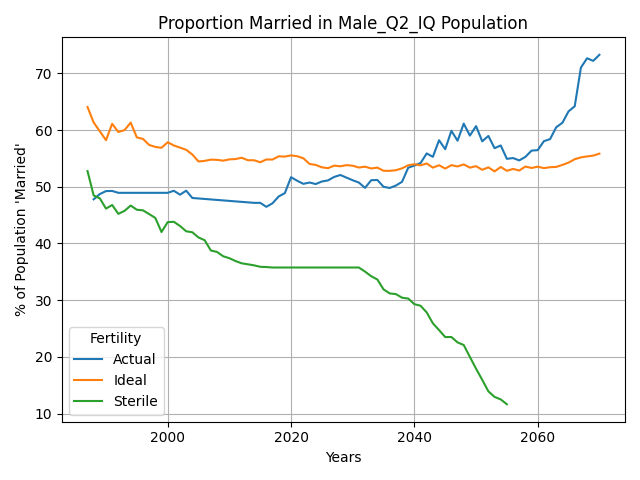 Proportion Married in Male_Q2_IQ Population
% of Population 'Married'
70
60
50
40
30
20
10
Fertility
Actual
Ideal
Sterile
2000
2020
2040
2060
Years